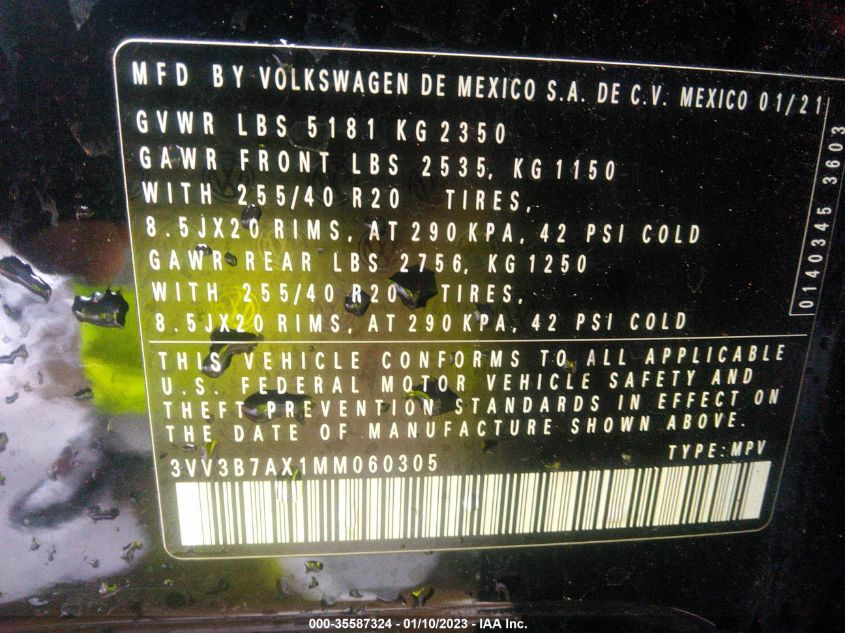 MFD BY VOLKSWAGEN DE MEXICO S.A. DE C.V. MEXICO 01/21
GVWR LBS 5181 KG 2350
GAWR FRONT LBS 2535, KG 1150
WITH 255/40 R20 TIRES,
8.5JX20 RIMS, AT 290 KPA, 42 PSI COLD
GAWR REAR LBS 2756, KG 1250
WITH 255/40 R20 TIRES,
8.5JX20 RIMS, AT 290 KPA, 42 PSI COLD
0140345 3603
THIS VEHICLE CONFORMS TO ALL APPLICABLE
U.S. FEDERAL MOTOR VEHICLE SAFETY AND
THEFT PREVENTION STANDARDS IN EFFECT ON
THE DATE OF MANUFACTURE SHOWN ABOVE.
3VV3B7AX1MM060305 TYPE: MPV
000-35587324 - 01/10/2023 - IAA Inc.